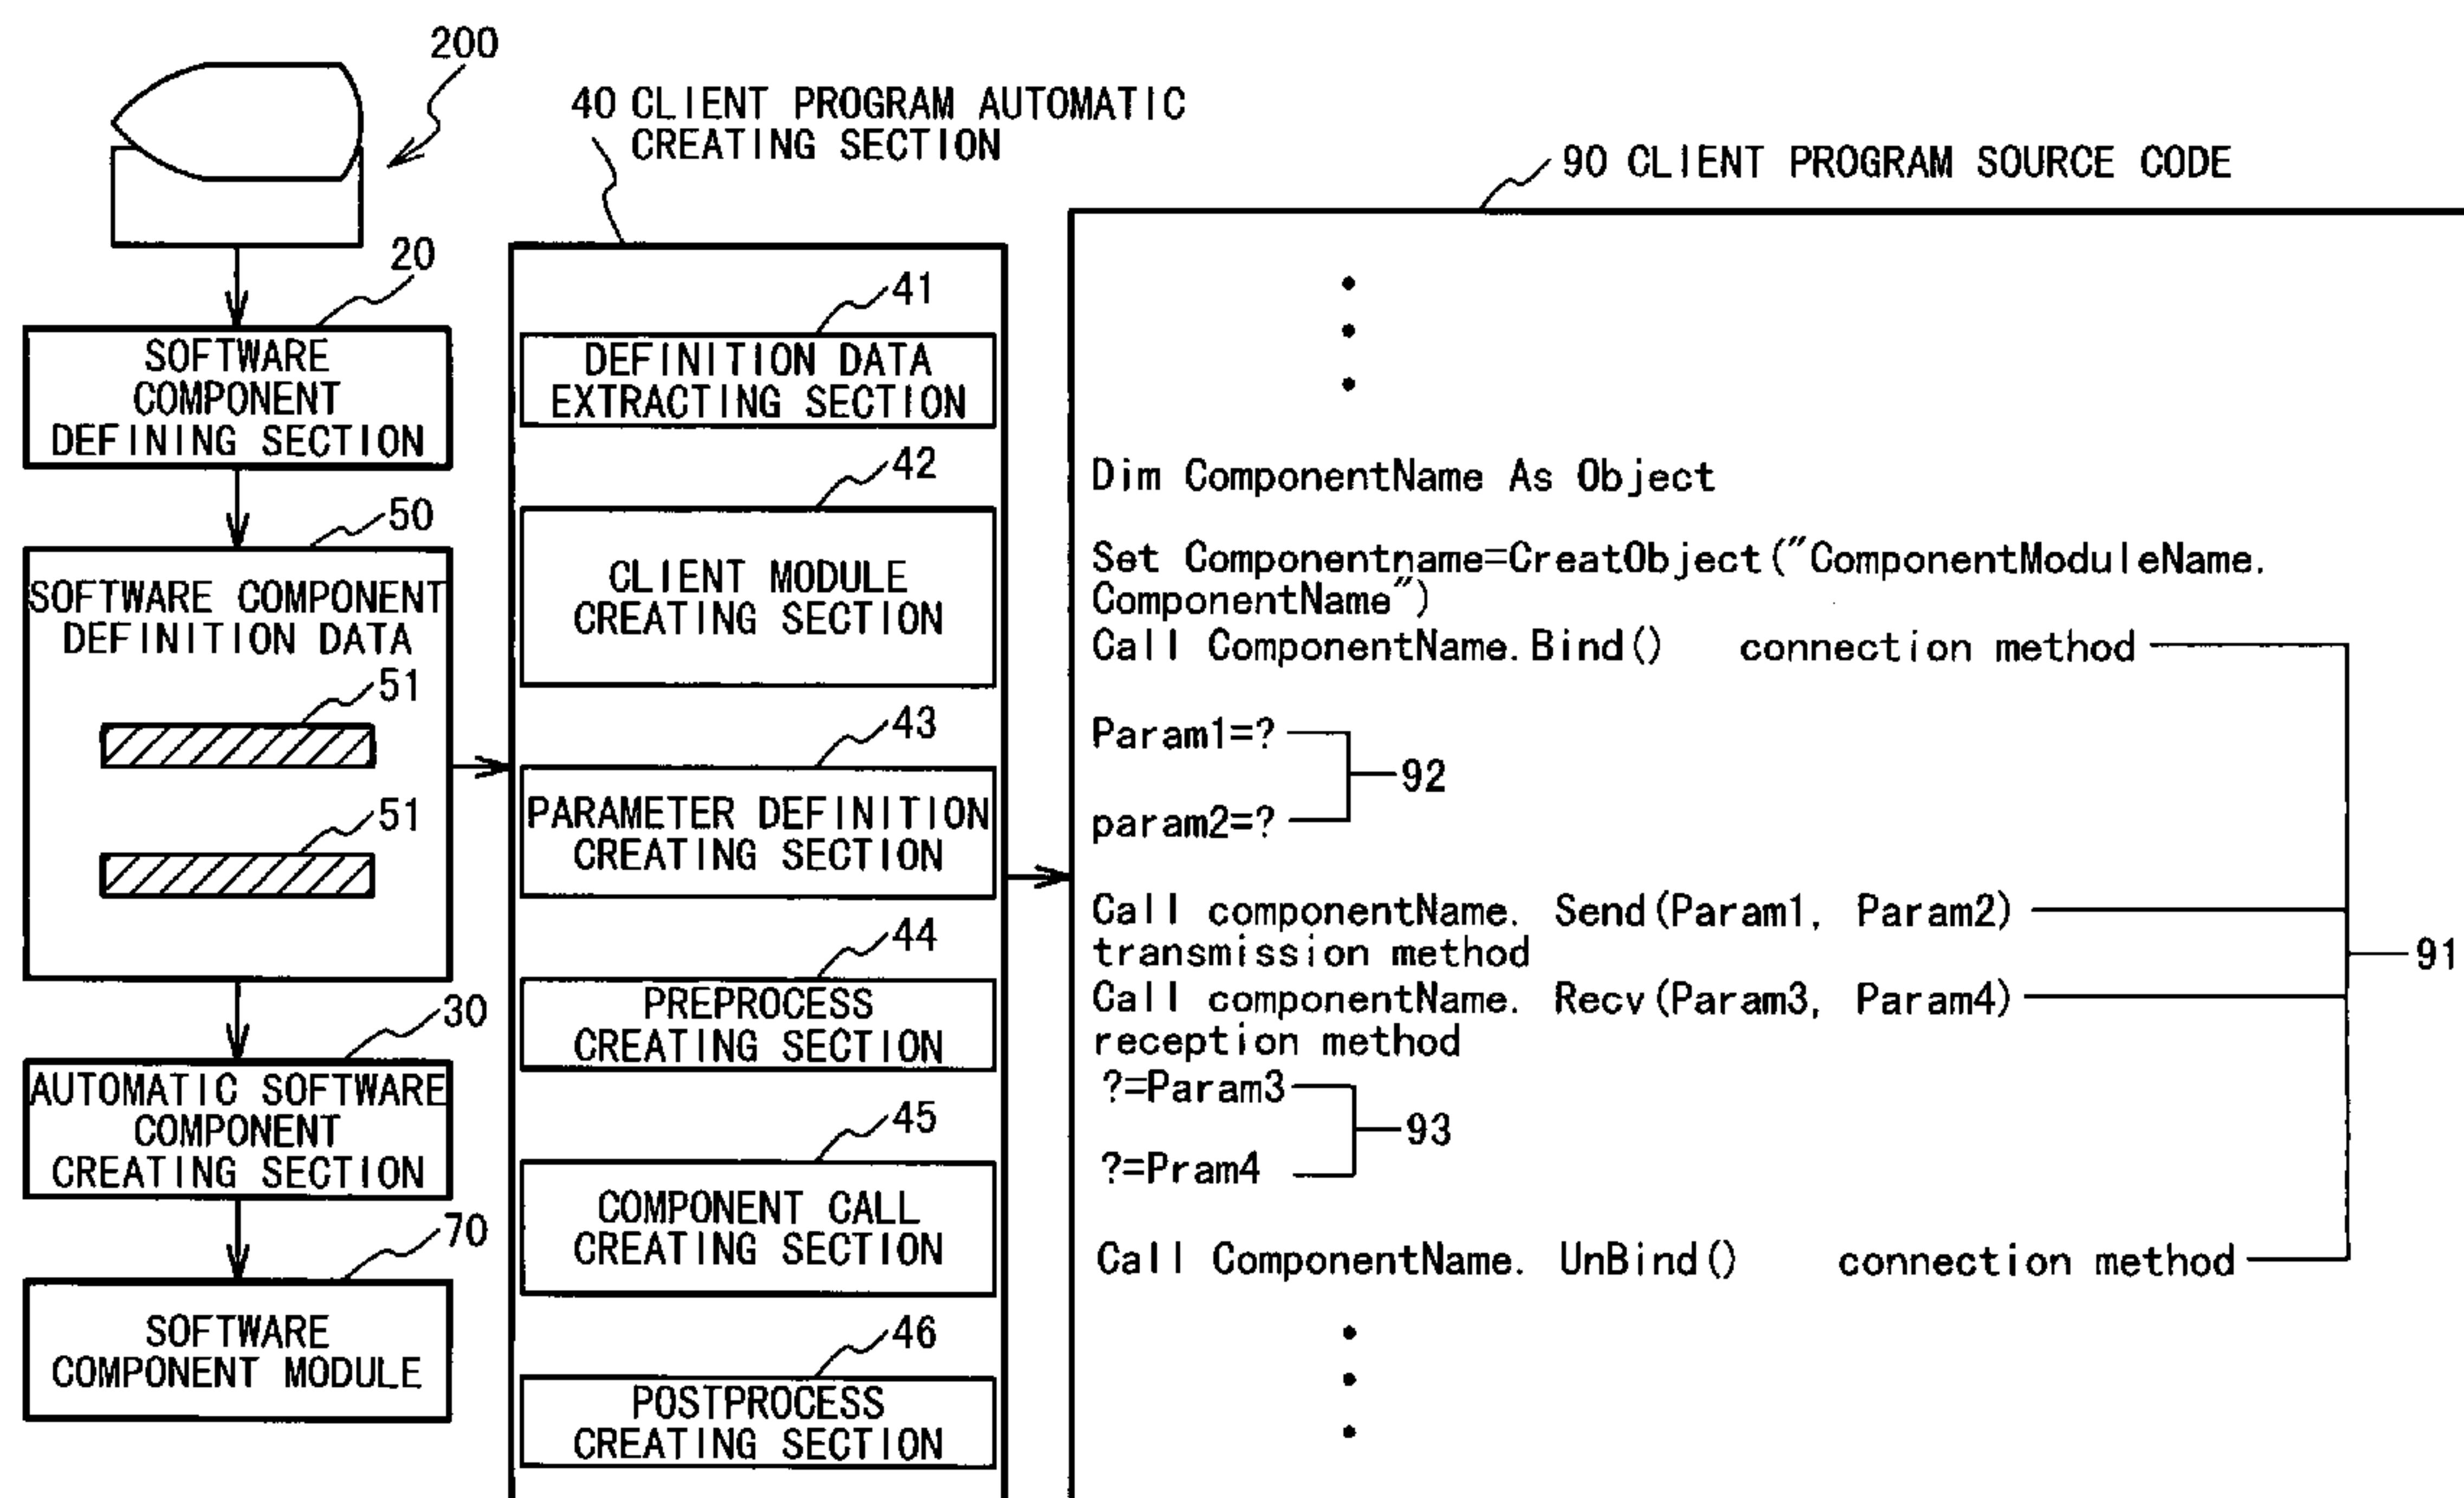 200
20
SOFTWARE
COMPONENT
DEFINING SECTION
50
SOFTWARE COMPONENT
DEFINITION DATA
51
51
30
AUTOMATIC SOFTWARE
COMPONENT
CREATING SECTION
70
SOFTWARE
COMPONENT MODULE
40 CLIENT PROGRAM AUTOMATIC
CREATING SECTION
41
DEFINITION DATA
EXTRACTING SECTION
42
CLIENT MODULE
CREATING SECTION
43
PARAMETER DEFINITION
CREATING SECTION
44
PREPROCESS
CREATING SECTION
45
COMPONENT CALL
CREATING SECTION
46
POSTPROCESS
CREATING SECTION
90 CLIENT PROGRAM SOURCE CODE
Dim ComponentName As Object
Set Componentname=CreatObject("ComponentModuleName.
ComponentName")
Call ComponentName.Bind() connection method
Param1=?
92
param2=?
Call componentName. Send(Param1, Param2)
transmission method
91
Call componentName. Recv(Param3, Param4)
reception method
?=Param3
93
?=Pram4
Call ComponentName. UnBind() connection method